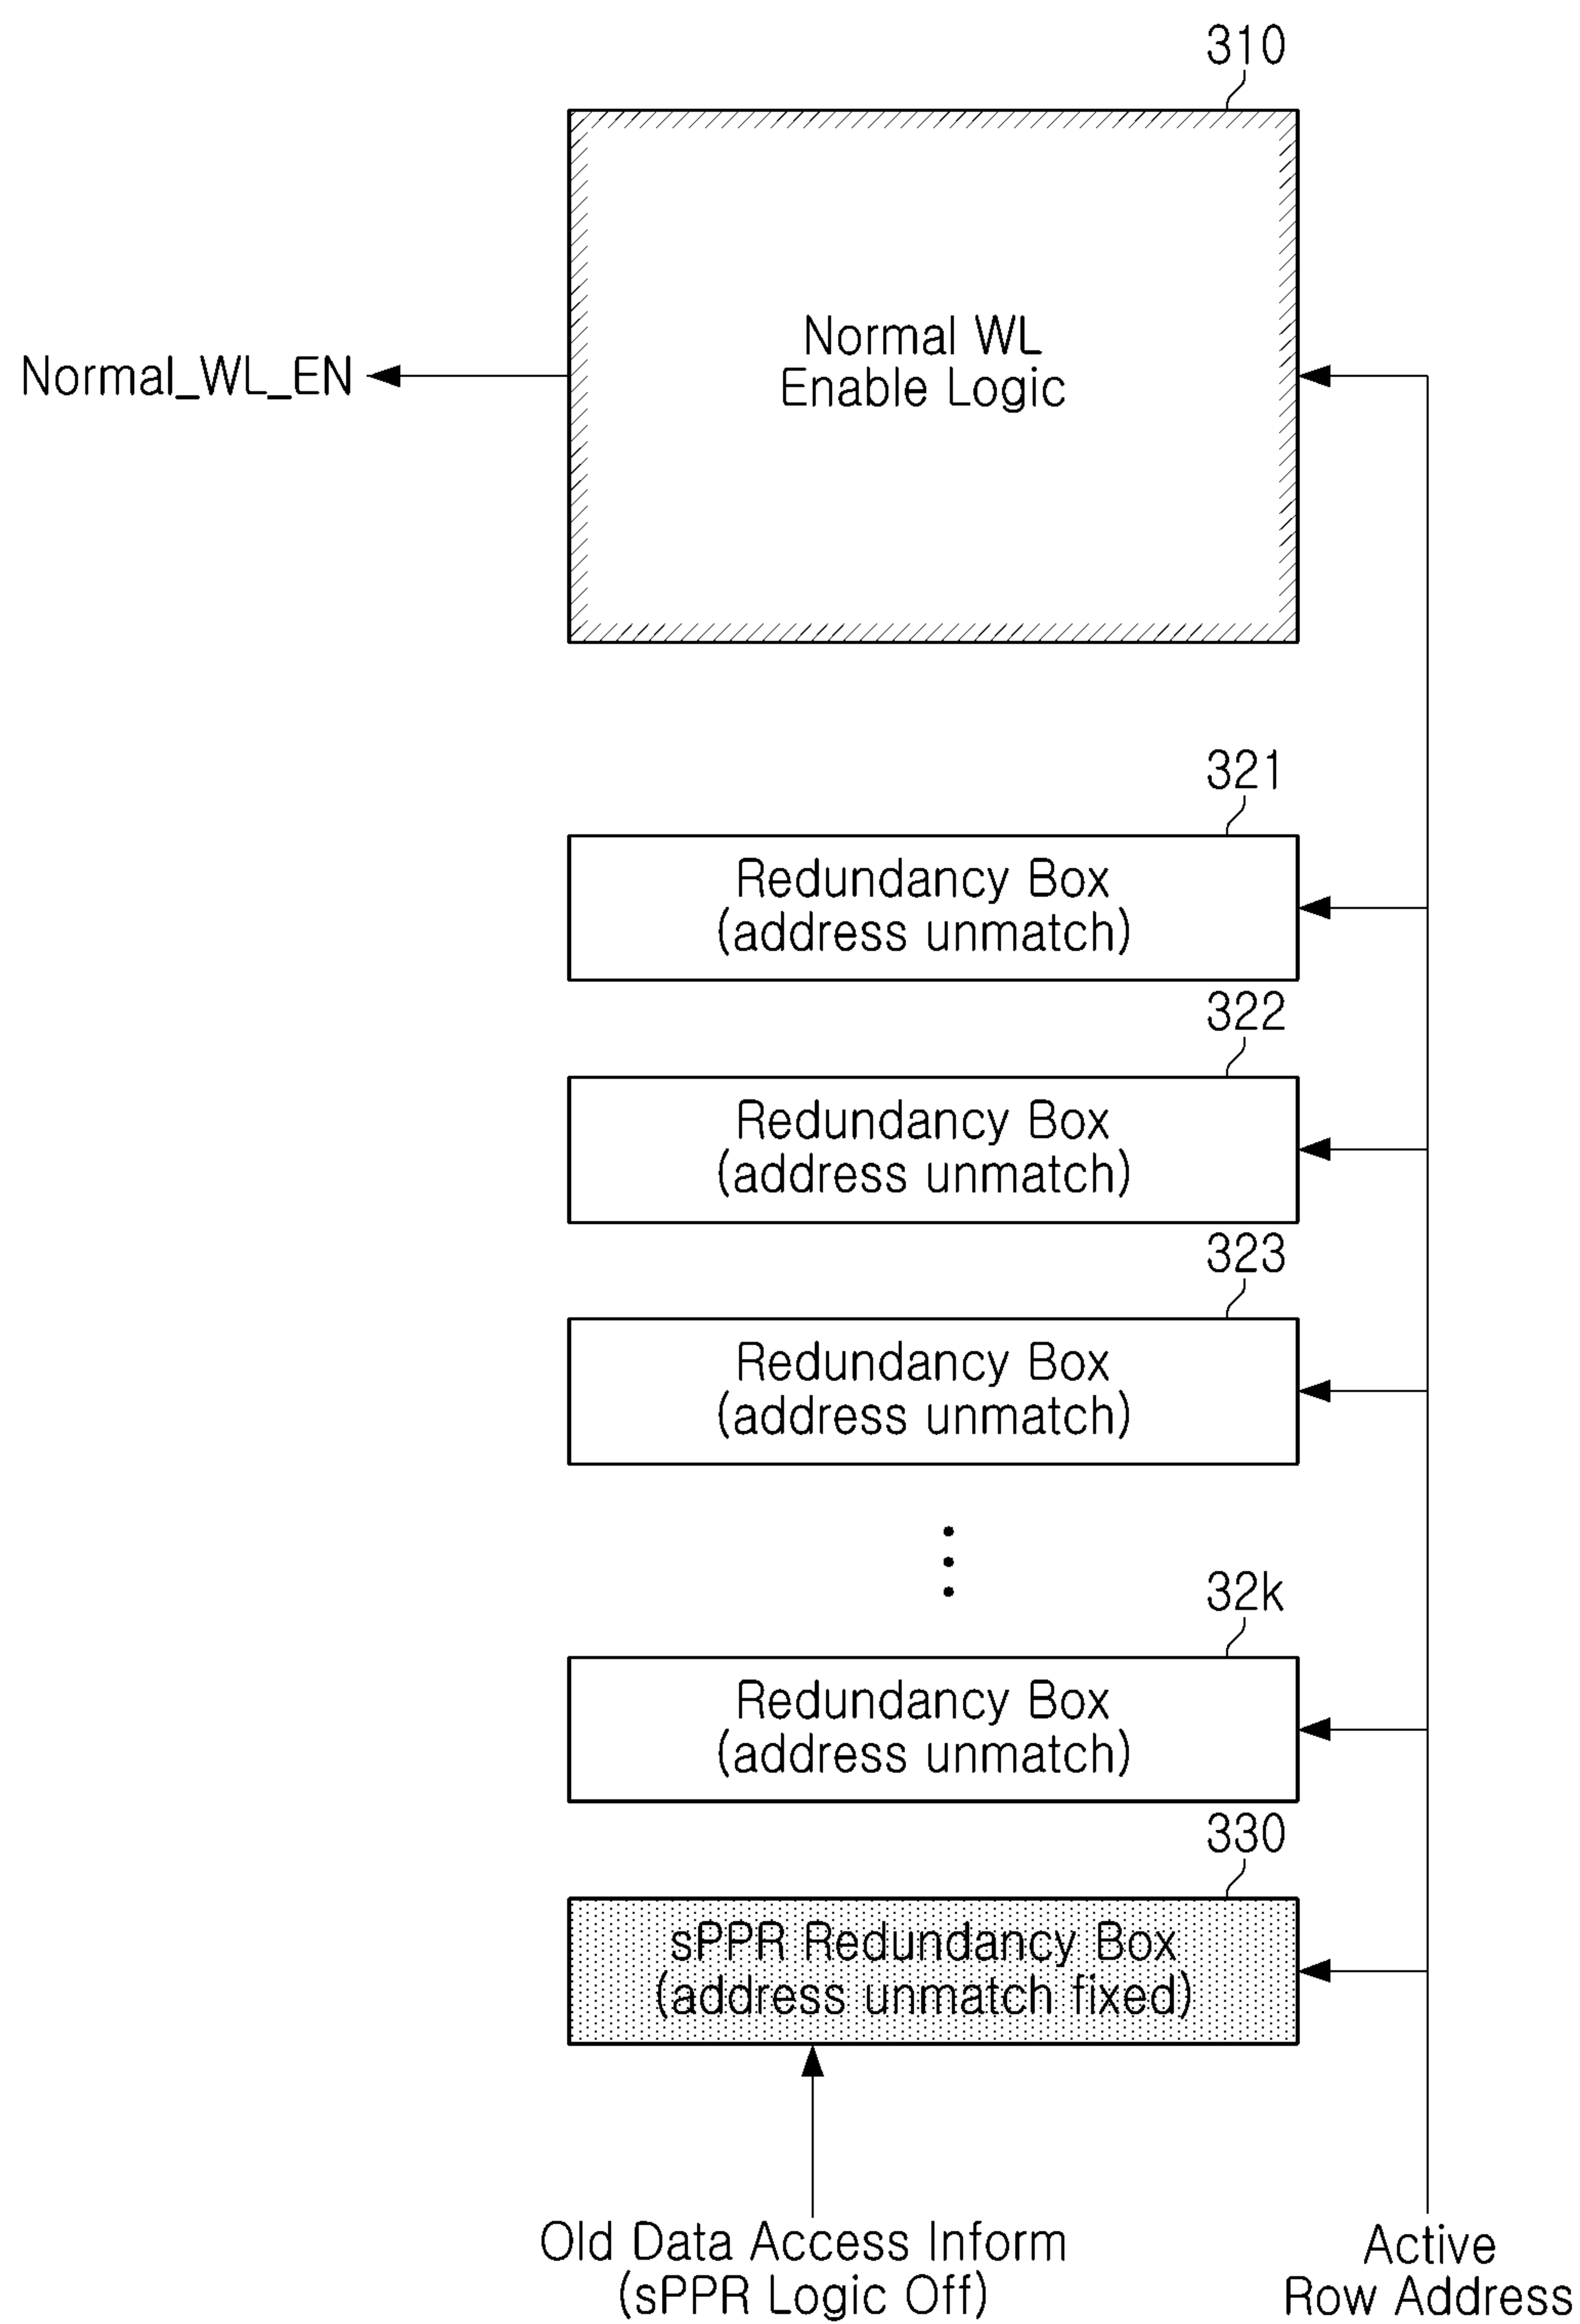 310
Normal WL
Enable Logic
Normal_WL_EN
321
Redundancy Box
(address unmatch)
322
Redundancy Box
(address unmatch)
323
Redundancy Box
(address unmatch)
32k
Redundancy Box
(address unmatch)
330
sPPR Redundancy Box
(address unmatch fixed)
Old Data Access Inform
(sPPR Logic Off)
Active
Row Address